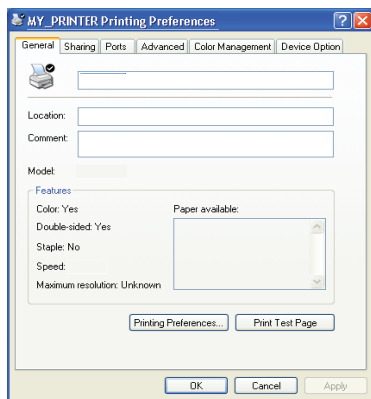 MY_PRINTER Printing Preferences
General Sharing Ports Advanced Color Management Device Option
Location:
Comment:
Model:
Features
Color: Yes Paper available:
Double-sided: Yes
Staple: No
Speed:
Maximum resolution: Unknown
Printing Preferences... Print Test Page
OK Cancel Apply